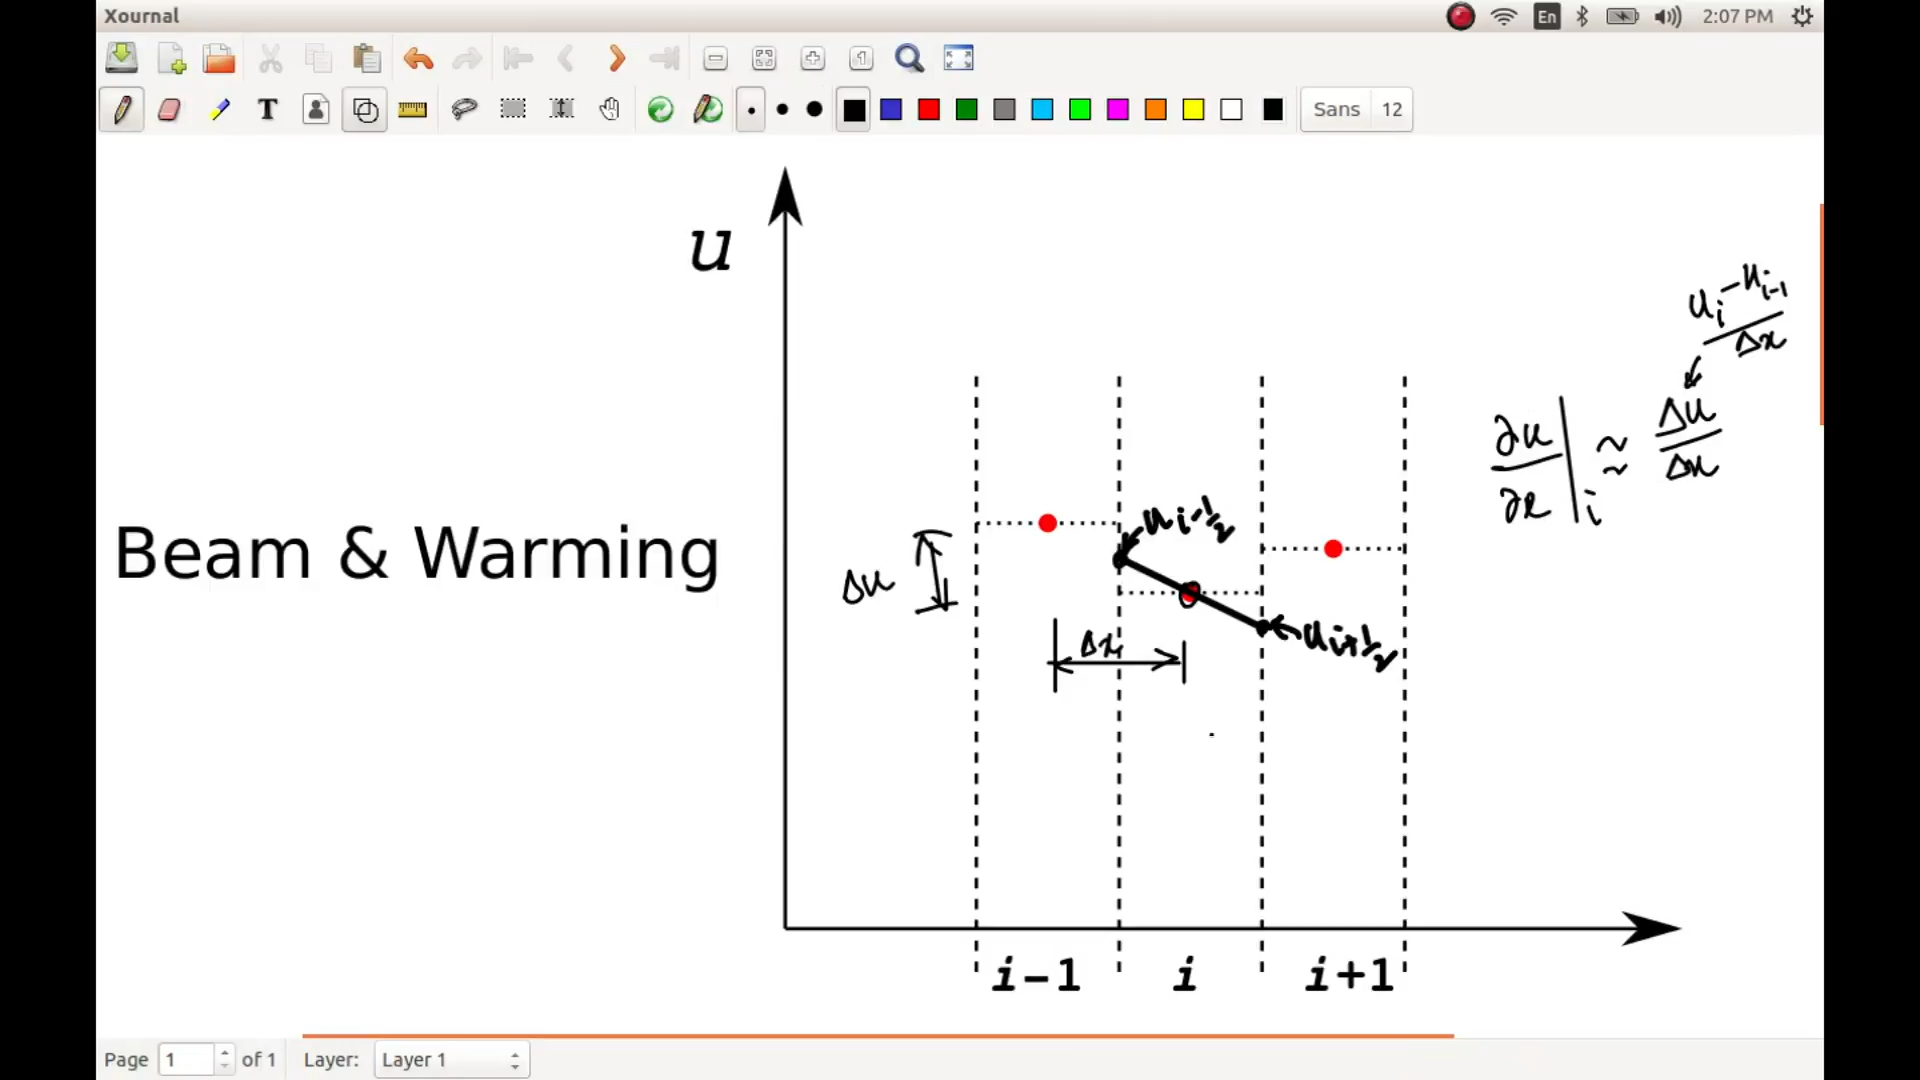 Xournal
En
2:07 PM
T
Sans 12
u
u_i - u_{i-1}
Δx
∂u
∂x
|_i ≈ Δu
Δx
Beam & Warming
u_{i-1/2}
Δu
u_{i+1/2}
Δx
i-1 i i+1
Page 1 of 1 Layer: Layer 1